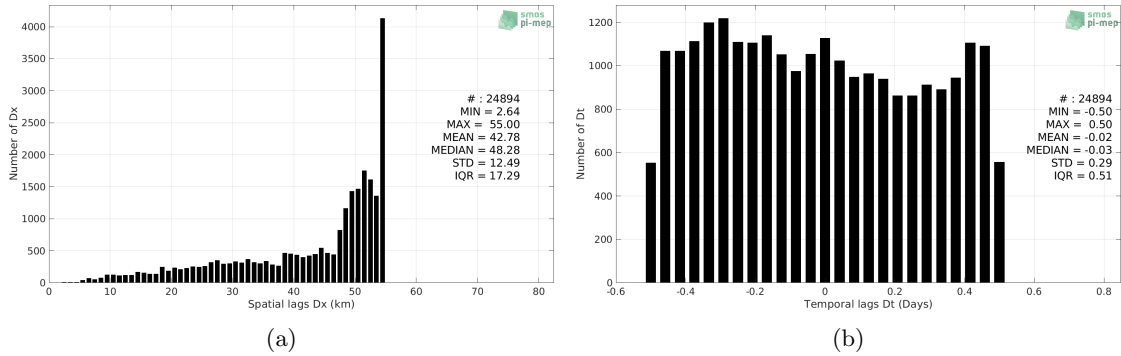 smos
pi-mep
4000
3500
3000
2500
2000
1500
1000
500
0
Number of Dx
# : 24894
MIN = 2.64
MAX = 55.00
MEAN = 42.78
MEDIAN = 48.28
STD = 12.49
IQR = 17.29
0 10 20 30 40 50 60 70 80
Spatial lags Dx (km)
(a)
smos
pi-mep
1200
1000
800
600
400
200
0
Number of Dt
# : 24894
MIN = -0.50
MAX = 0.50
MEAN = -0.02
MEDIAN = -0.03
STD = 0.29
IQR = 0.51
-0.6 -0.4 -0.2 0 0.2 0.4 0.6 0.8
Temporal lags Dt (Days)
(b)